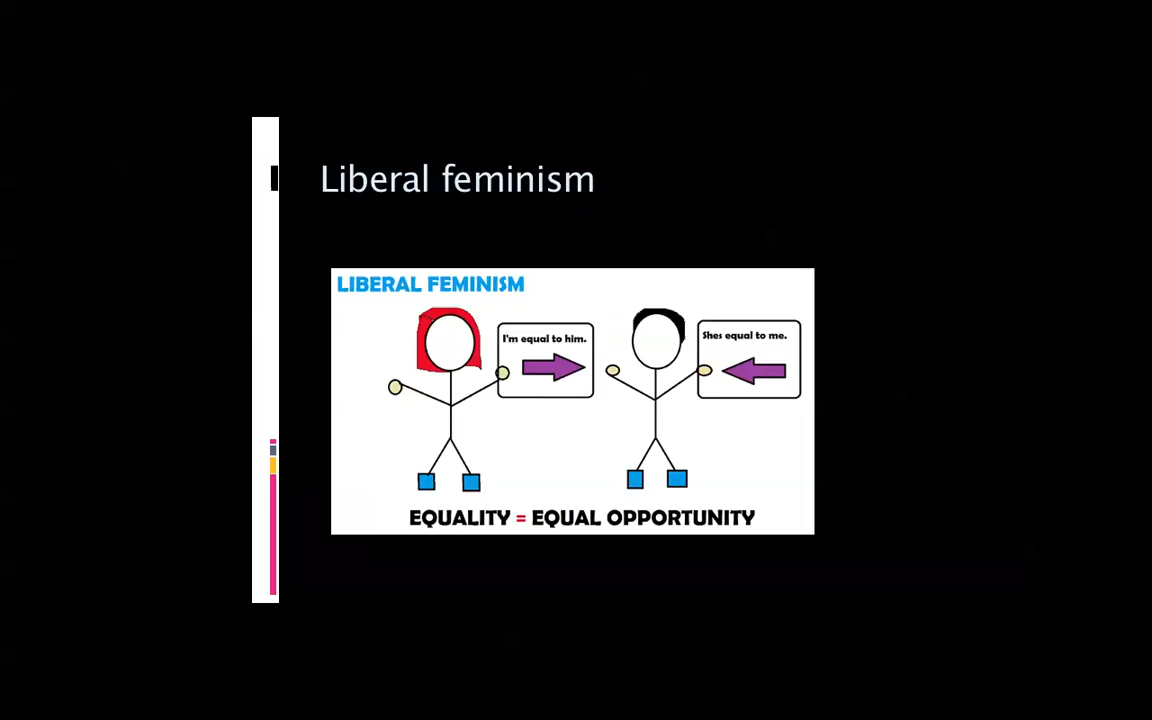 Liberal feminism
LIBERAL FEMINISM
I'm equal to him.
Shes equal to me.
EQUALITY = EQUAL OPPORTUNITY